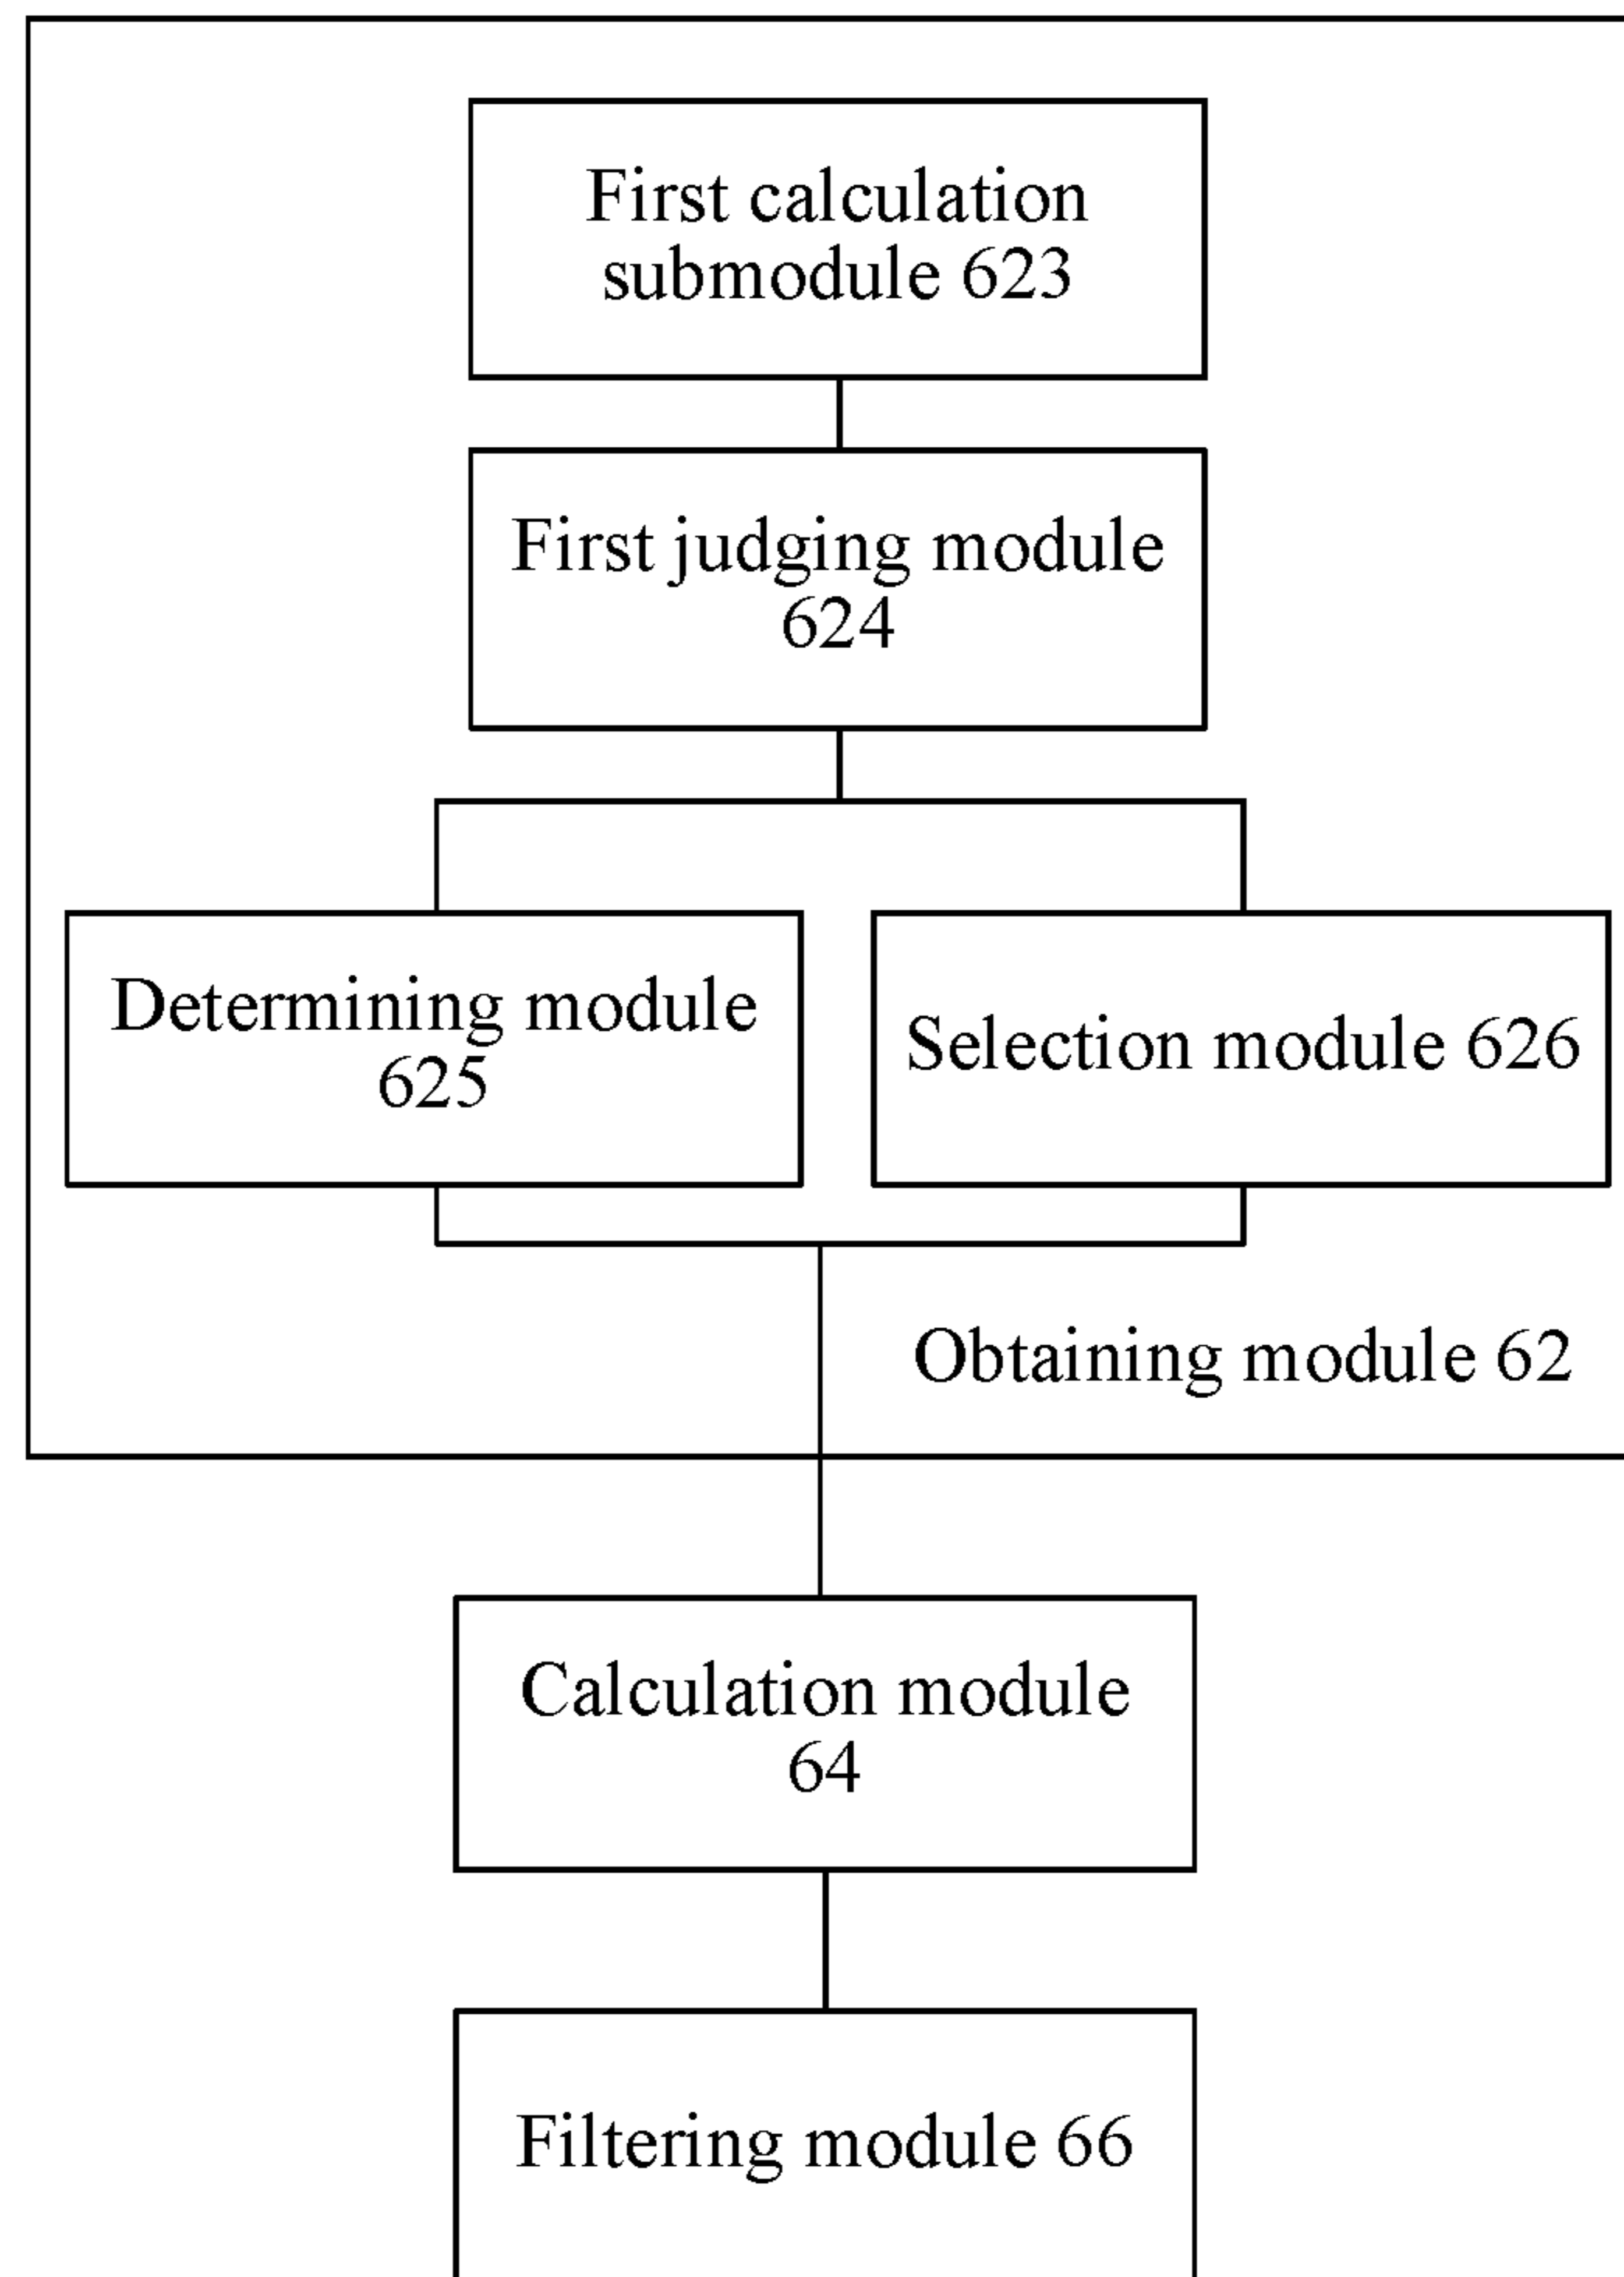 First calculation
submodule 623
First judging module
624
Determining module
625
Selection module 626
Obtaining module 62
Calculation module
64
Filtering module 66